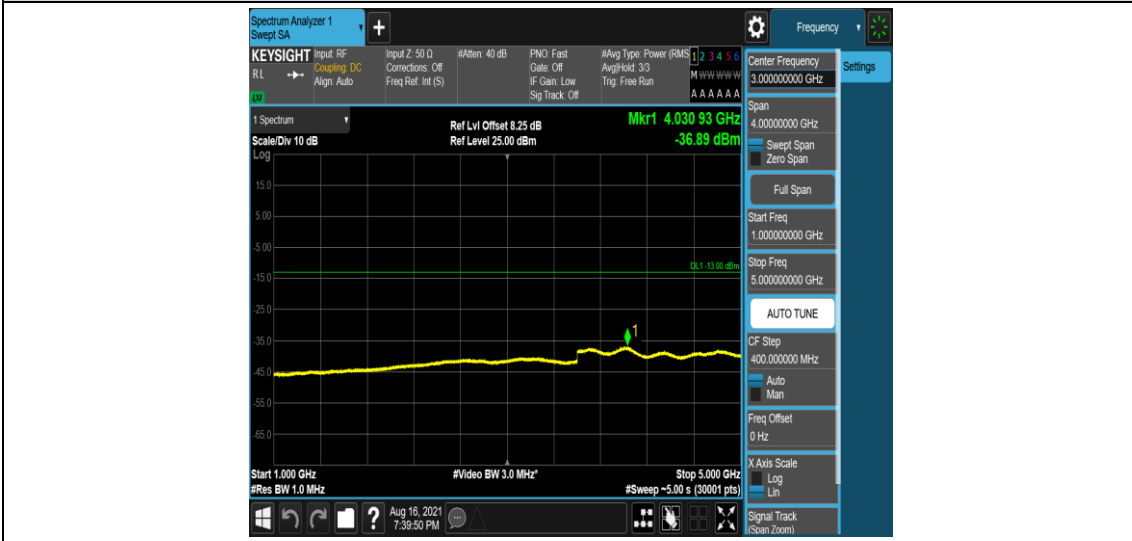 Spectrum Analyzer 1
Swept SA
+
Frequency
KEYSIGHT
R L
Input: RF
Coupling: DC
Align: Auto
Input Z: 50 Ω
Corrections: Off
Freq Ref: Int (S)
#Atten: 40 dB
PNO: Fast
Gate: Off
IF Gain: Low
Sig Track: Off
#Avg Type: Power (RMS
Avg|Hold: 3/3
Trig: Free Run
1 2 3 4 5 6
M W W W W W
A A A A A A
1 Spectrum
Scale/Div 10 dB
Ref Lvl Offset 8.25 dB
Ref Level 25.00 dBm
Mkr1 4.030 93 GHz
-36.89 dBm
Log
15.0
5.00
-5.00
-15.0
-25.0
-35.0
-45.0
-55.0
-65.0
DL1 -13.00 dBm
1
Start 1.000 GHz
#Res BW 1.0 MHz
#Video BW 3.0 MHz*
Stop 5.000 GHz
#Sweep ~5.00 s (30001 pts)
Center Frequency
3.000000000 GHz
Settings
Span
4.00000000 GHz
Swept Span
Zero Span
Full Span
Start Freq
1.000000000 GHz
Stop Freq
5.000000000 GHz
AUTO TUNE
CF Step
400.000000 MHz
Auto
Man
Freq Offset
0 Hz
X Axis Scale
Log
Lin
Signal Track
(Span Zoom)
?
Aug 16, 2021
7:39:50 PM